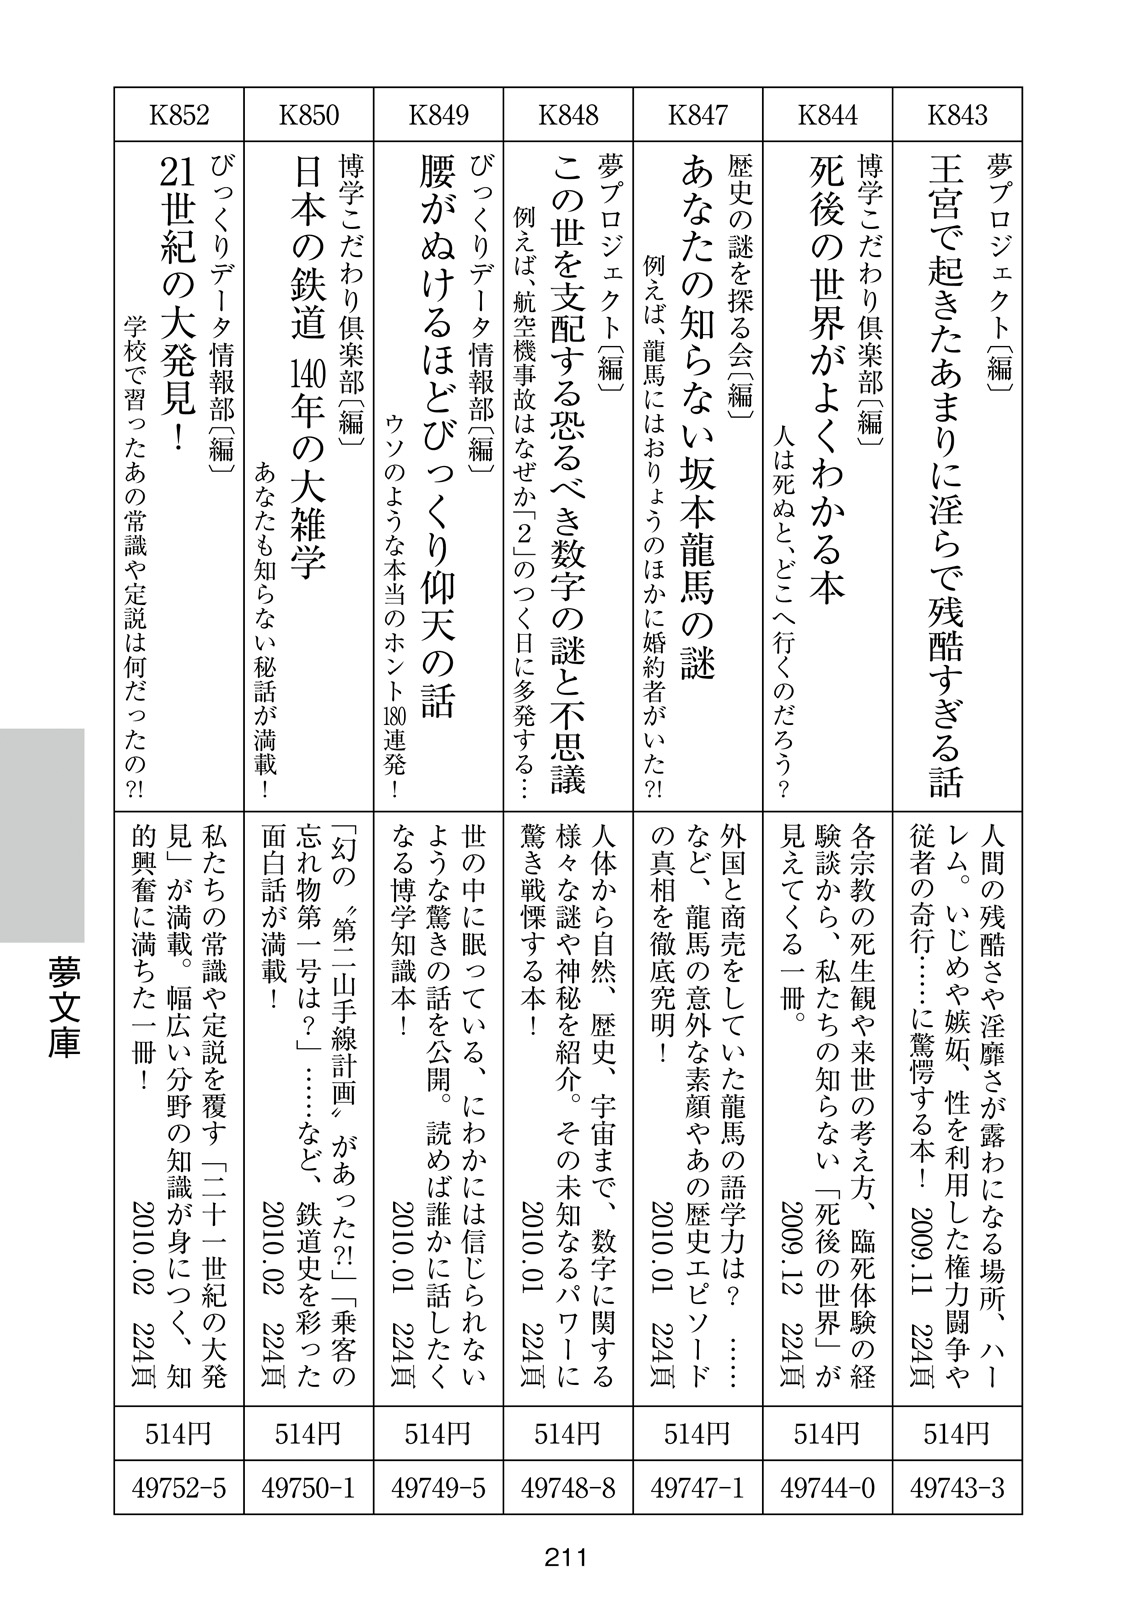 K843
夢プロジェクト〔編〕
王宮で起きたあまりに淫らで残酷すぎる話
人間の残酷さや淫靡さが露わになる場所、ハー
レム。いじめや嫉妬、性を利用した権力闘争や
従者の奇行……に驚愕する本！ 2009.11 224頁
514円
49743-3
K844
博学こだわり倶楽部〔編〕
死後の世界がよくわかる本
人は死ぬと、どこへ行くのだろう？
各宗教の死生観や来世の考え方、臨死体験の経
験談から、私たちの知らない「死後の世界」が
見えてくる一冊。 2009.12 224頁
514円
49744-0
K847
歴史の謎を探る会〔編〕
あなたの知らない坂本龍馬の謎
例えば、龍馬にはおりょうのほかに婚約者がいた?!
外国と商売をしていた龍馬の語学力は？ ……
など、龍馬の意外な素顔やあの歴史エピソード
の真相を徹底究明！ 2010.01 224頁
514円
49747-1
K848
夢プロジェクト〔編〕
この世を支配する恐るべき数字の謎と不思議
例えば、航空機事故はなぜか「２」のつく日に多発する…
人体から自然、歴史、宇宙まで、数字に関する
様々な謎や神秘を紹介。その未知なるパワーに
驚き戦慄する本！ 2010.01 224頁
514円
49748-8
K849
びっくりデータ情報部〔編〕
腰がぬけるほどびっくり仰天の話
ウソのような本当のホント180連発！
世の中に眠っている、にわかには信じられない
ような驚きの話を公開。読めば誰かに話したく
なる博学知識本！ 2010.01 224頁
514円
49749-5
K850
博学こだわり倶楽部〔編〕
日本の鉄道 140年の大雑学
あなたも知らない秘話が満載！
「幻の〝第二山手線計画〟があった?!」「乗客の
忘れ物第一号は？」……など、鉄道史を彩った
面白話が満載！ 2010.02 224頁
514円
49750-1
K852
びっくりデータ情報部〔編〕
21世紀の大発見！
学校で習ったあの常識や定説は何だったの?!
私たちの常識や定説を覆す「二十一世紀の大発
見」が満載。幅広い分野の知識が身につく、知
的興奮に満ちた一冊！ 2010.02 224頁
514円
49752-5
夢文庫
211